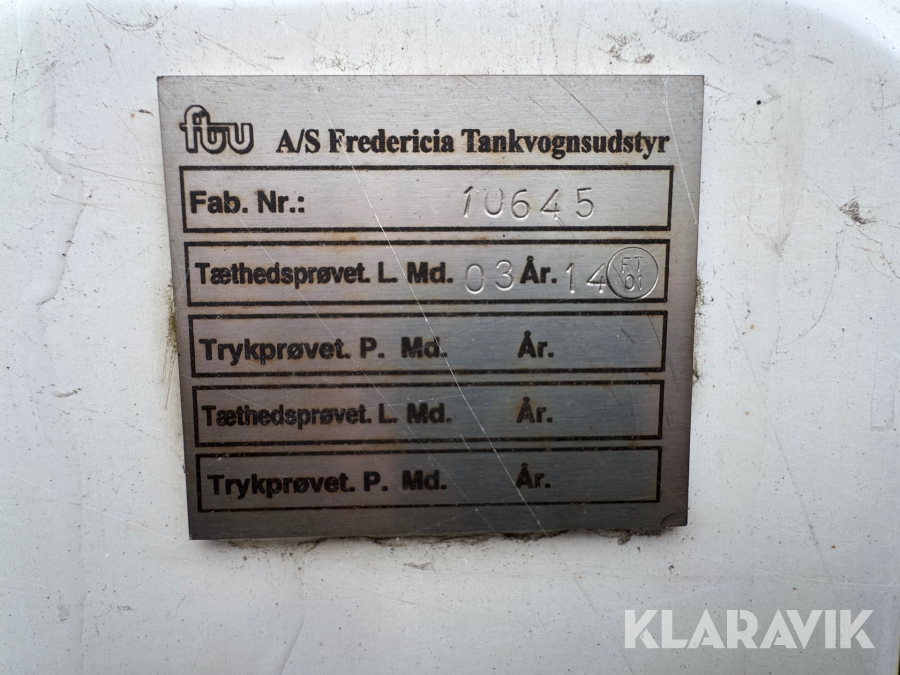 ftv A/S Fredericia Tankvognsudstyr
Fab. Nr.: 10645
Tæthedsprøvet. L. Md. 03 År. 14 FT 01
Trykprøvet. P. Md. År.
Tæthedsprøvet. L. Md. År.
Trykprøvet. P. Md. År.
KLARAVIK